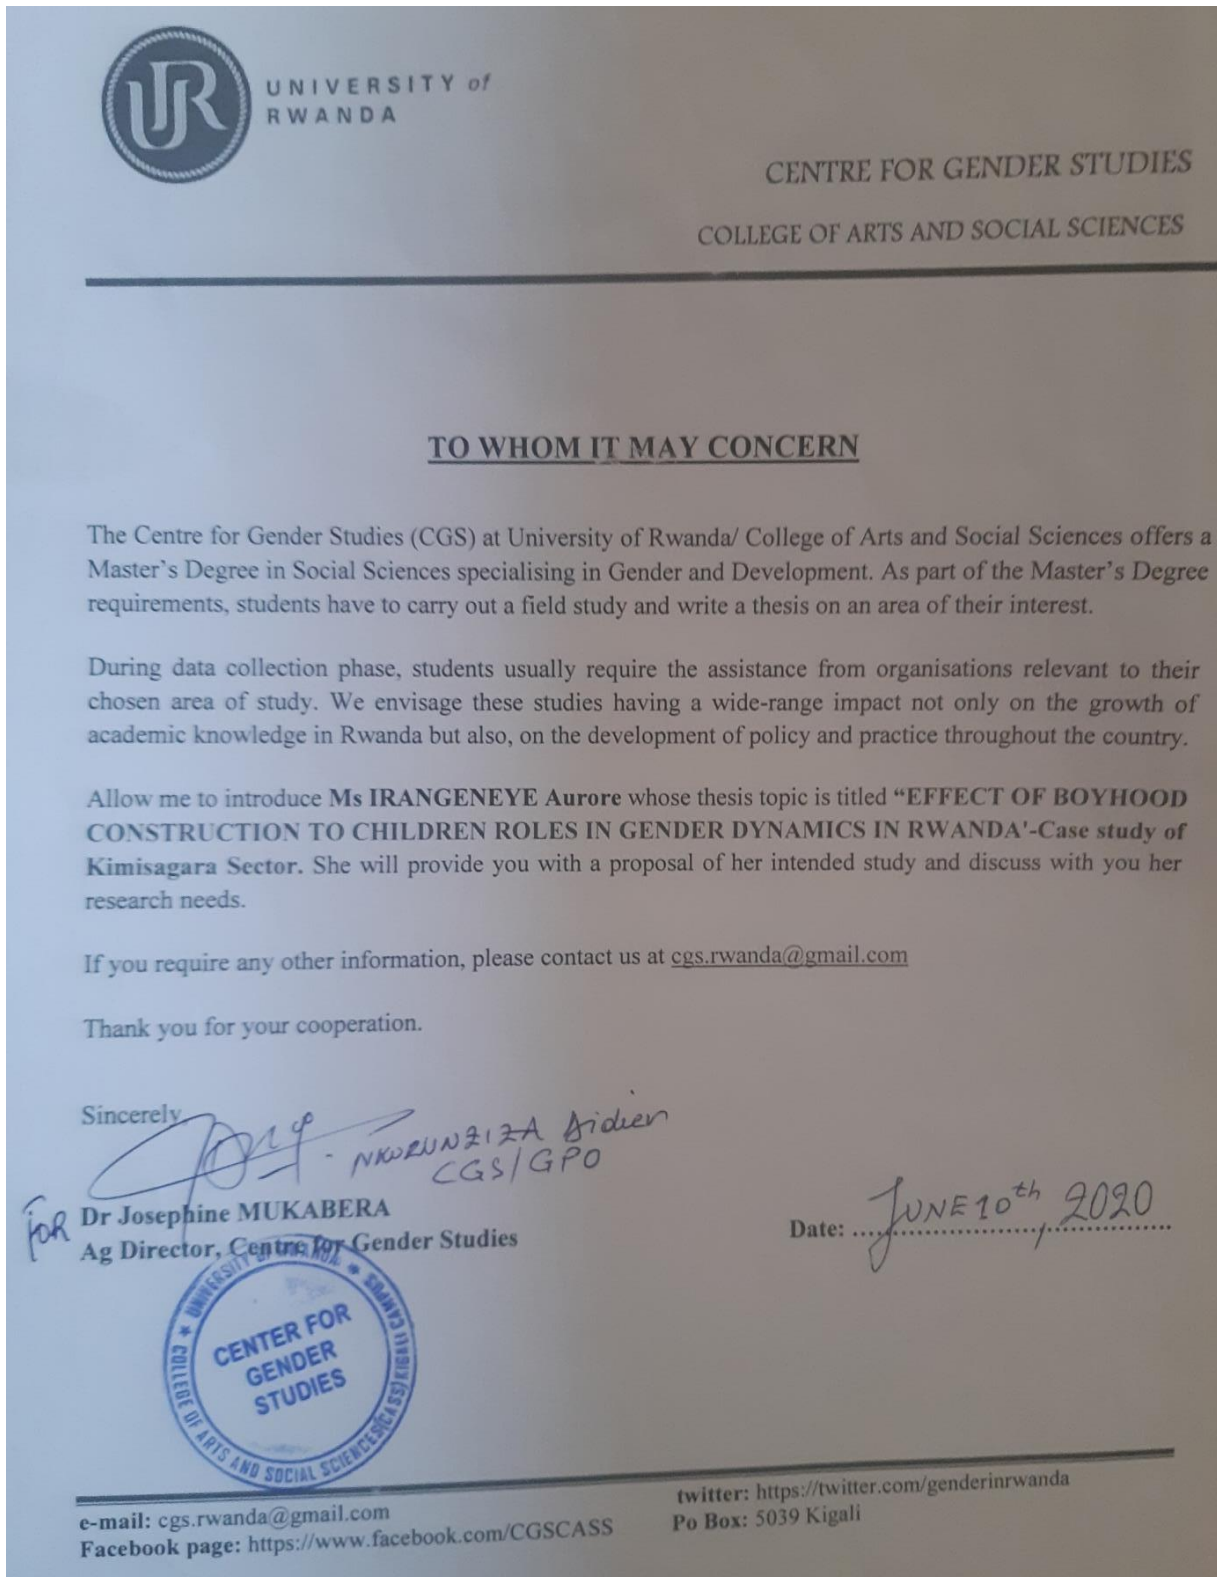 UR
UNIVERSITY of
RWANDA
CENTRE FOR GENDER STUDIES
COLLEGE OF ARTS AND SOCIAL SCIENCES
TO WHOM IT MAY CONCERN
The Centre for Gender Studies (CGS) at University of Rwanda/ College of Arts and Social Sciences offers a
Master's Degree in Social Sciences specialising in Gender and Development. As part of the Master's Degree
requirements, students have to carry out a field study and write a thesis on an area of their interest.
During data collection phase, students usually require the assistance from organisations relevant to their
chosen area of study. We envisage these studies having a wide-range impact not only on the growth of
academic knowledge in Rwanda but also, on the development of policy and practice throughout the country.
Allow me to introduce Ms IRANGENEYE Aurore whose thesis topic is titled “EFFECT OF BOYHOOD
CONSTRUCTION TO CHILDREN ROLES IN GENDER DYNAMICS IN RWANDA'-Case study of
Kimisagara Sector. She will provide you with a proposal of her intended study and discuss with you her
research needs.
If you require any other information, please contact us at cgs.rwanda@gmail.com
Thank you for your cooperation.
Sincerely
- NKURUNZIZA Didier
CGS/GPO
FOR Dr Josephine MUKABERA
Ag Director, Centre for Gender Studies
Date: JUNE 10th, 2020
★ UNIVERSITY OF RWANDA ★
COLLEGE OF ARTS AND SOCIAL SCIENCES(CASS)KIGALI CAMPUS
CENTER FOR
GENDER
STUDIES
e-mail: cgs.rwanda@gmail.com
twitter: https://twitter.com/genderinrwanda
Facebook page: https://www.facebook.com/CGSCASS
Po Box: 5039 Kigali